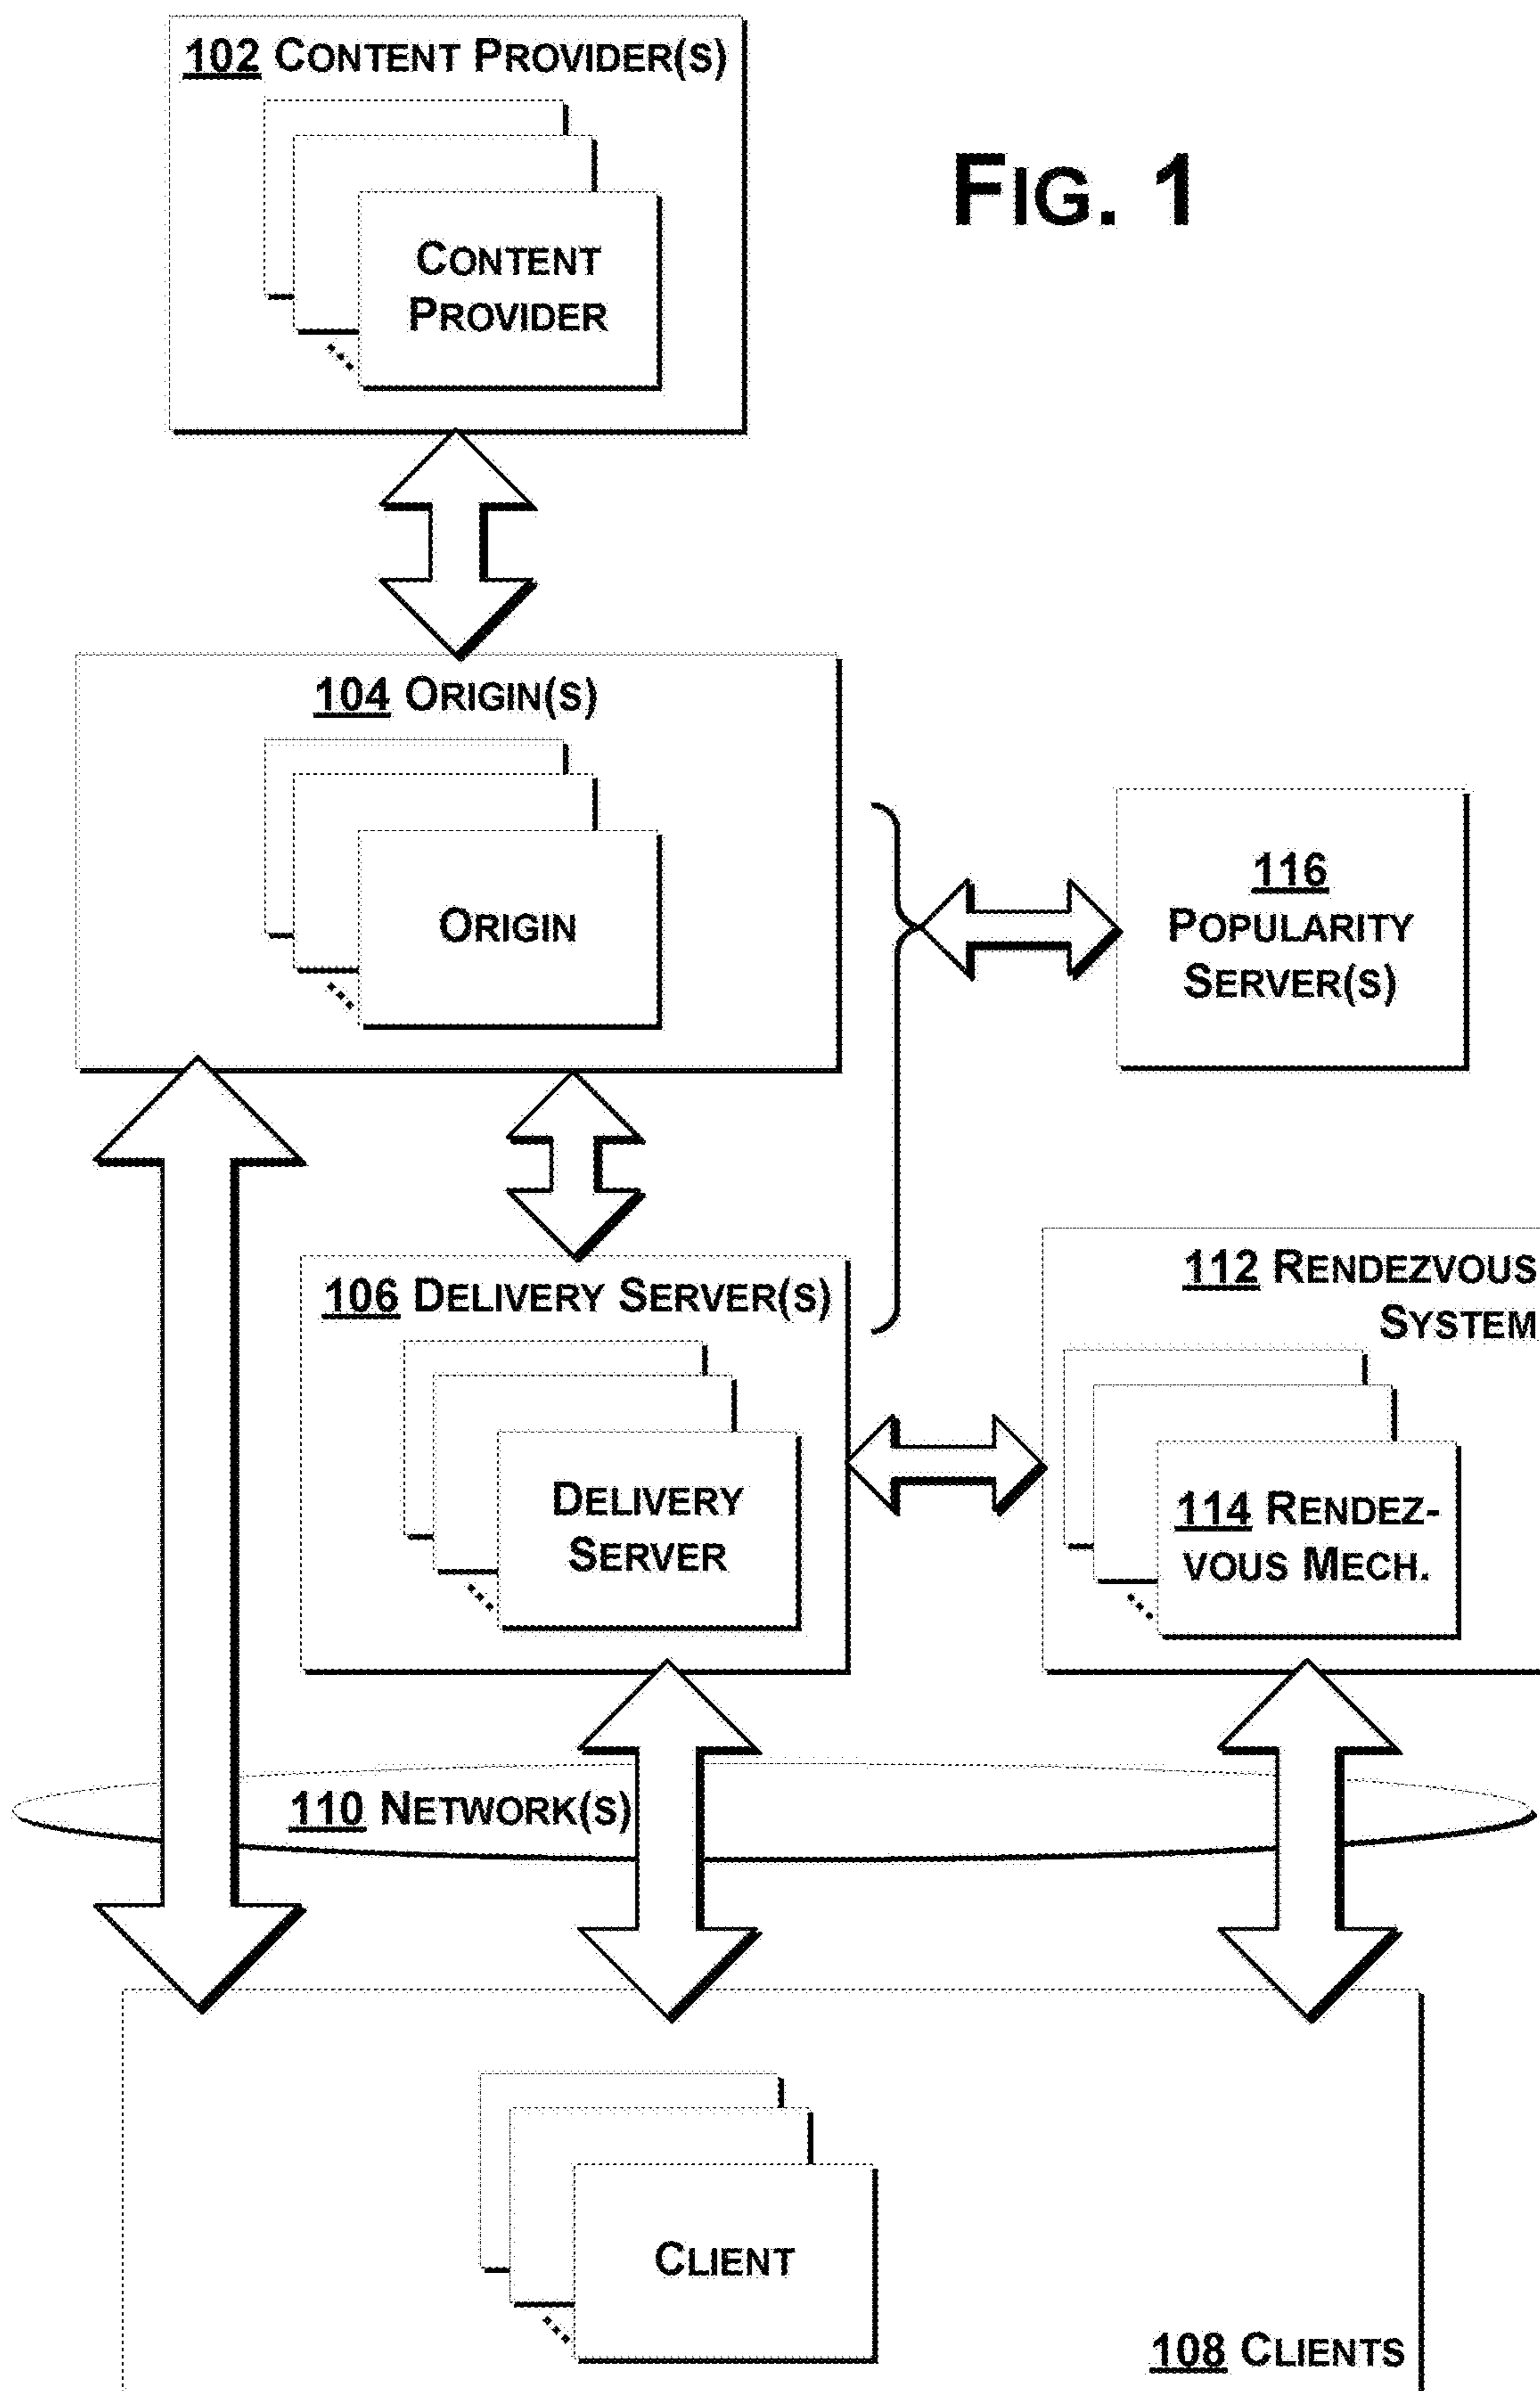 102 CONTENT PROVIDER(S)
CONTENT
PROVIDER
FIG. 1
104 ORIGIN(S)
ORIGIN
116
POPULARITY
SERVER(S)
106 DELIVERY SERVER(S)
DELIVERY
SERVER
112 RENDEZVOUS
SYSTEM
114 RENDEZ-
VOUS MECH.
110 NETWORK(S)
CLIENT
108 CLIENTS